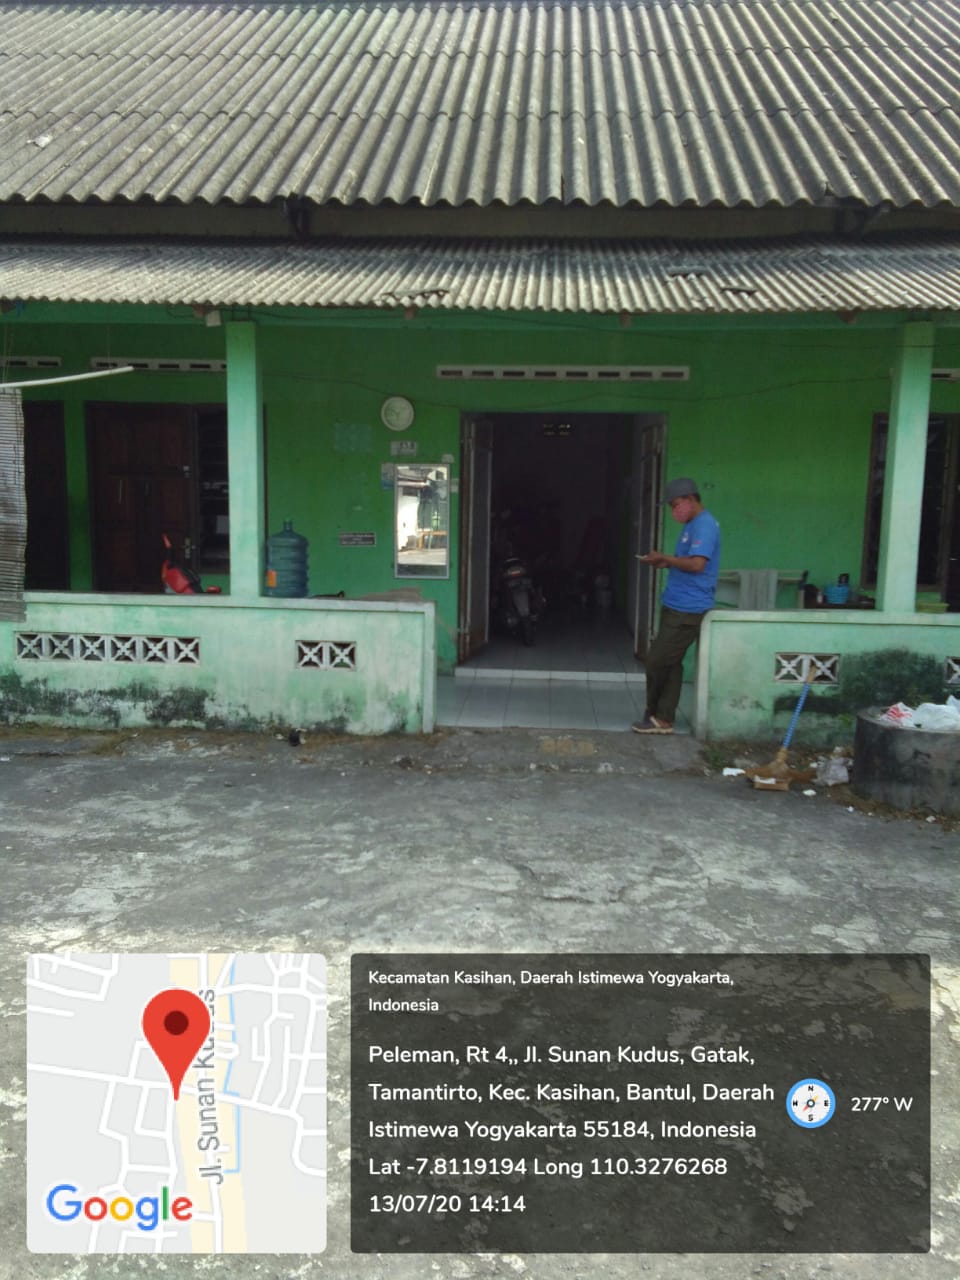 Kecamatan Kasihan, Daerah Istimewa Yogyakarta,
Indonesia
Peleman, Rt 4,, Jl. Sunan Kudus, Gatak,
Tamantirto, Kec. Kasihan, Bantul, Daerah
Istimewa Yogyakarta 55184, Indonesia
Lat -7.8119194 Long 110.3276268
13/07/20 14:14
N
E
S
277° W
Jl. Sunan Kudus
Google